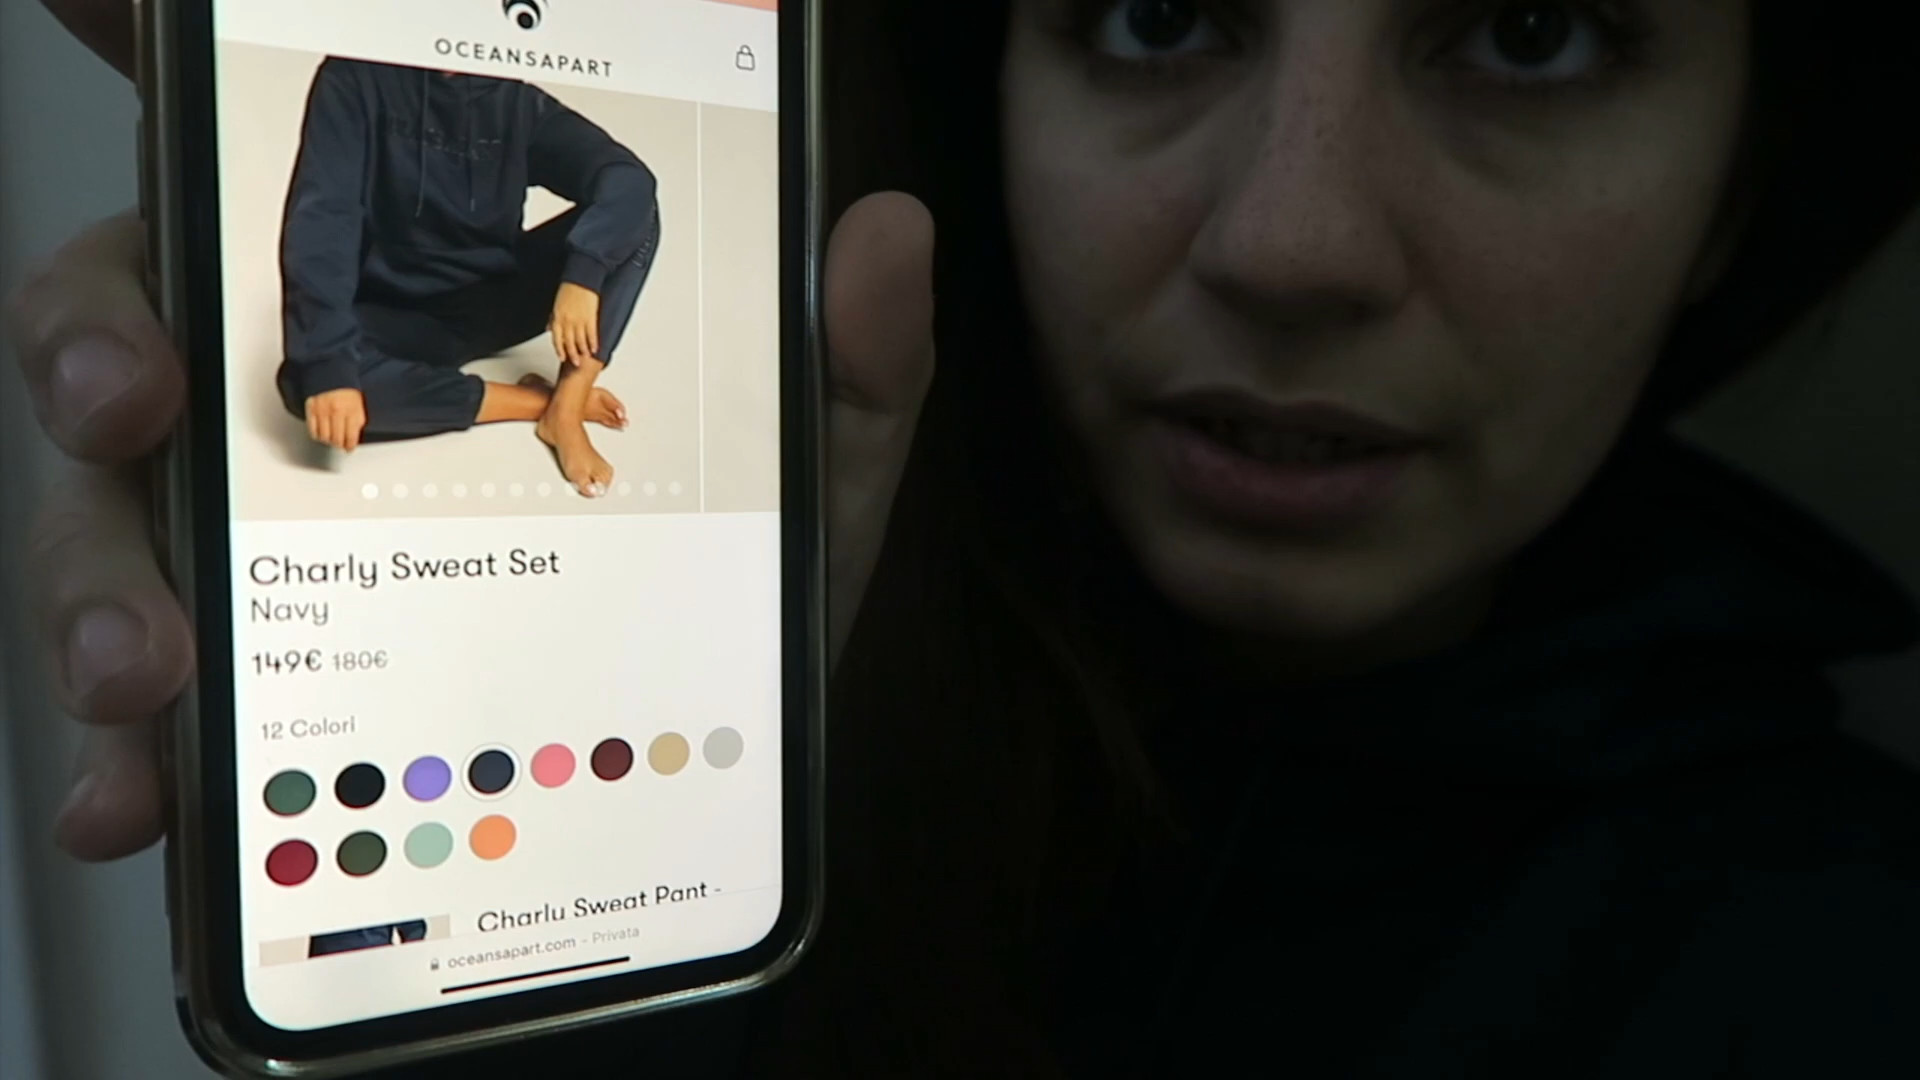 OCEANSAPART
Charly Sweat Set
Navy
149€ 180€
12 Colori
Charly Sweat Pant -
oceansapart.com - Privata